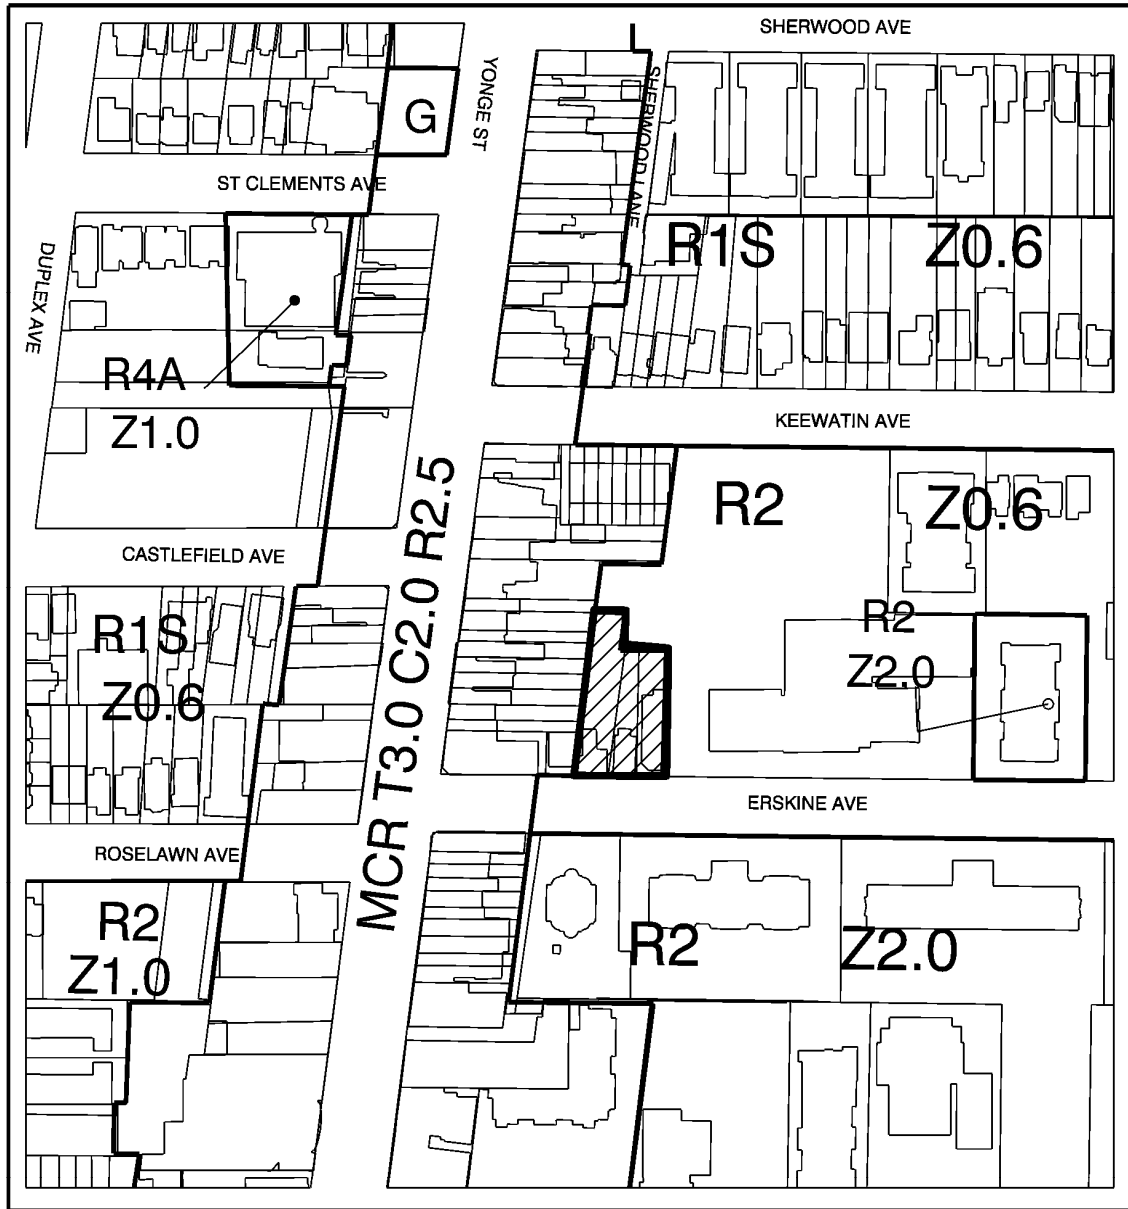 SHERWOOD AVE
YONGE ST
SHERWOOD LANE
G
ST CLEMENTS AVE
DUPLEX AVE
R1S Z0.6
R4A
Z1.0
KEEWATIN AVE
MCR T3.0 C2.0 R2.5
R2 Z0.6
CASTLEFIELD AVE
R1S
Z0.6
R2
Z2.0
ERSKINE AVE
ROSELAWN AVE
R2
Z1.0
R2 Z2.0